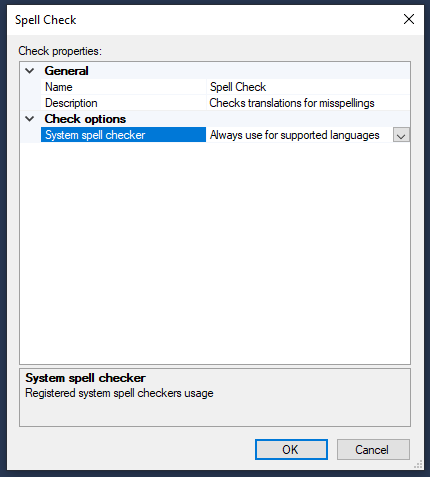 Spell Check
Check properties:
General
Name Spell Check
Description Checks translations for misspellings
Check options
System spell checker Always use for supported languages
System spell checker
Registered system spell checkers usage
OK Cancel